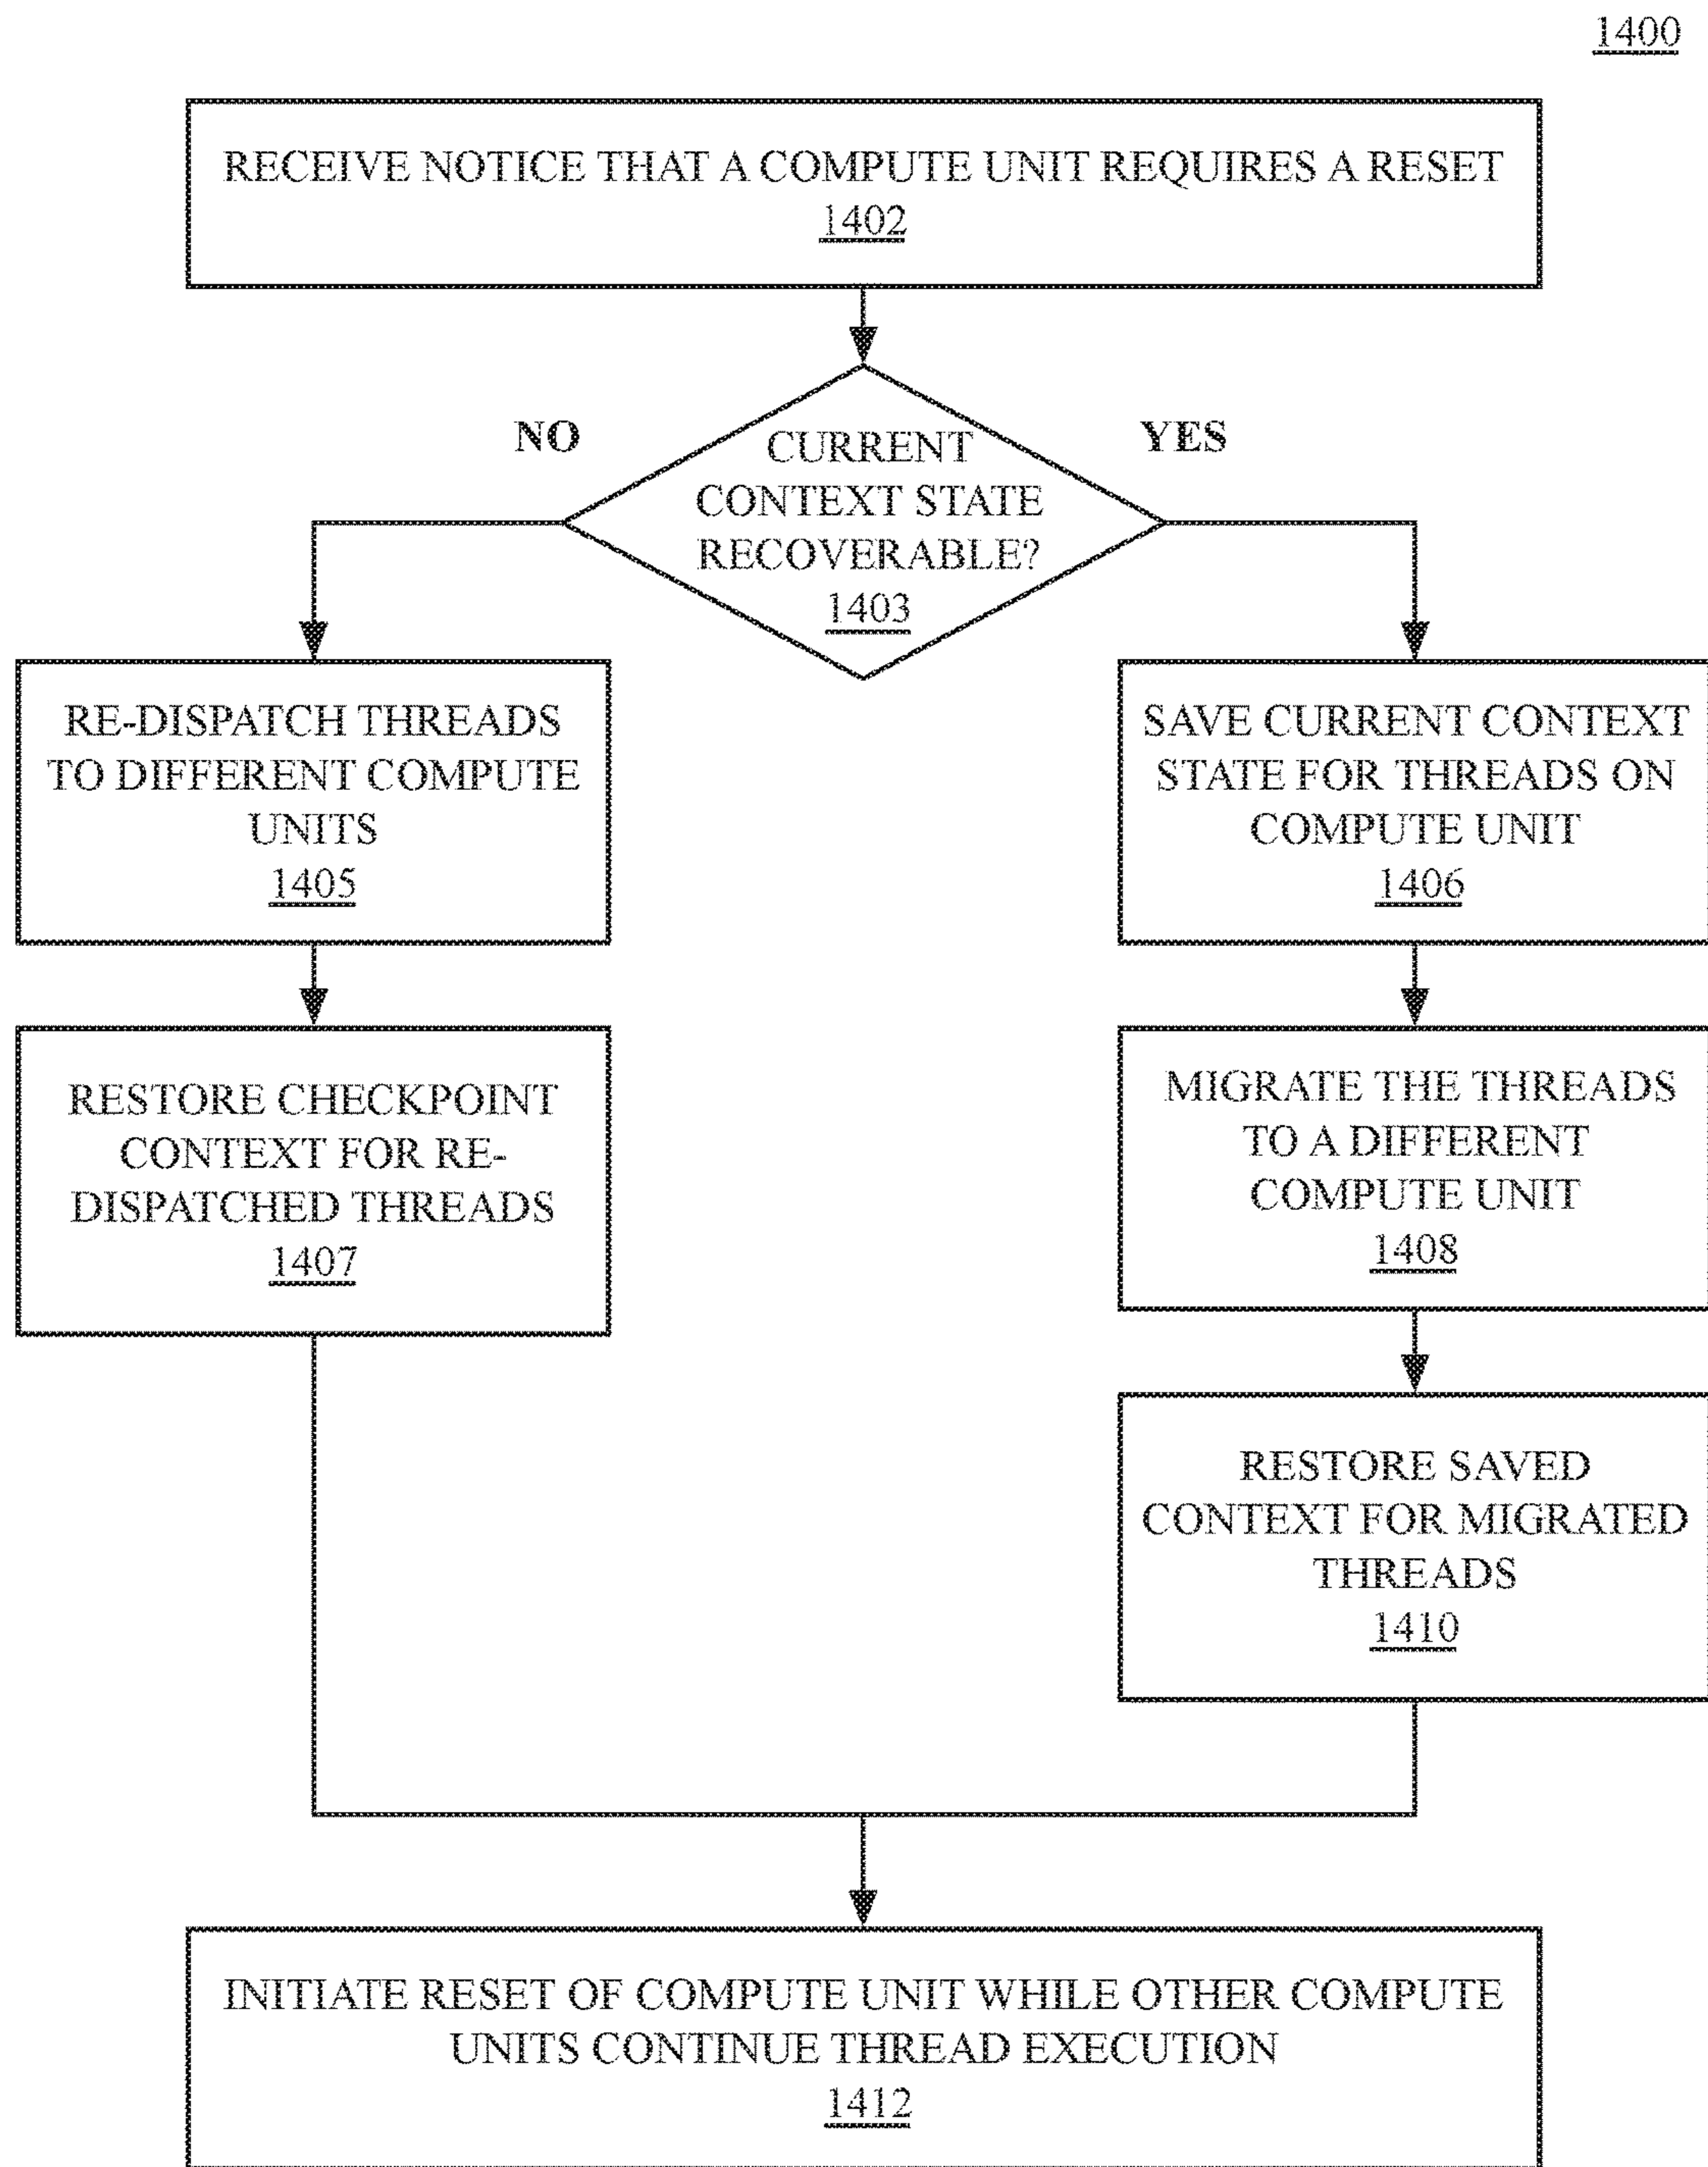 1400
RECEIVE NOTICE THAT A COMPUTE UNIT REQUIRES A RESET
1402
NO
YES
CURRENT
CONTEXT STATE
RECOVERABLE?
1403
RE-DISPATCH THREADS
TO DIFFERENT COMPUTE
UNITS
1405
SAVE CURRENT CONTEXT
STATE FOR THREADS ON
COMPUTE UNIT
1406
RESTORE CHECKPOINT
CONTEXT FOR RE-
DISPATCHED THREADS
1407
MIGRATE THE THREADS
TO A DIFFERENT
COMPUTE UNIT
1408
RESTORE SAVED
CONTEXT FOR MIGRATED
THREADS
1410
INITIATE RESET OF COMPUTE UNIT WHILE OTHER COMPUTE
UNITS CONTINUE THREAD EXECUTION
1412